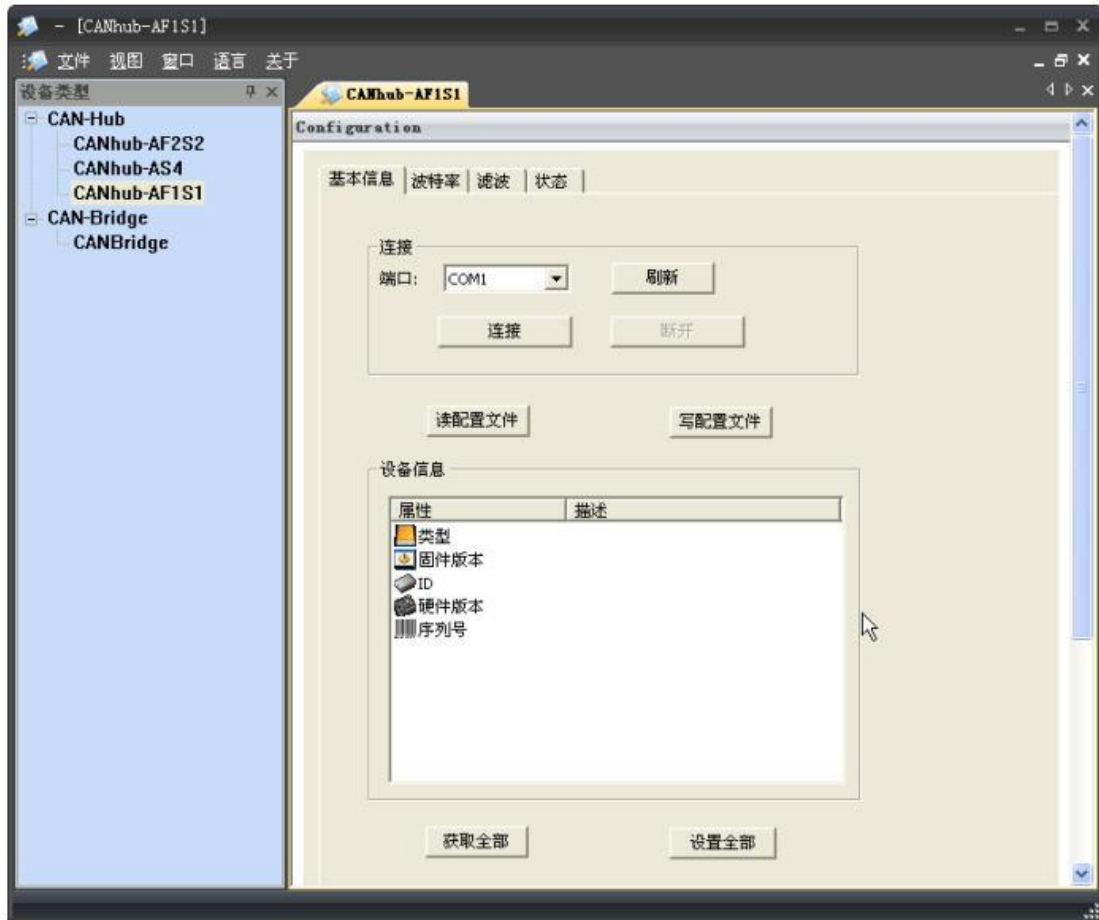 - [CANhub-AF1S1]
文件 视图 窗口 语言 关于
设备类型
CANhub-AF1S1
CAN-Hub
CANhub-AF2S2
CANhub-AS4
CANhub-AF1S1
CAN-Bridge
CANBridge
Configuration
基本信息 波特率 滤波 状态
连接
端口: COM1 刷新
连接 断开
读配置文件 写配置文件
设备信息
属性 描述
类型
固件版本
ID
硬件版本
序列号
获取全部 设置全部